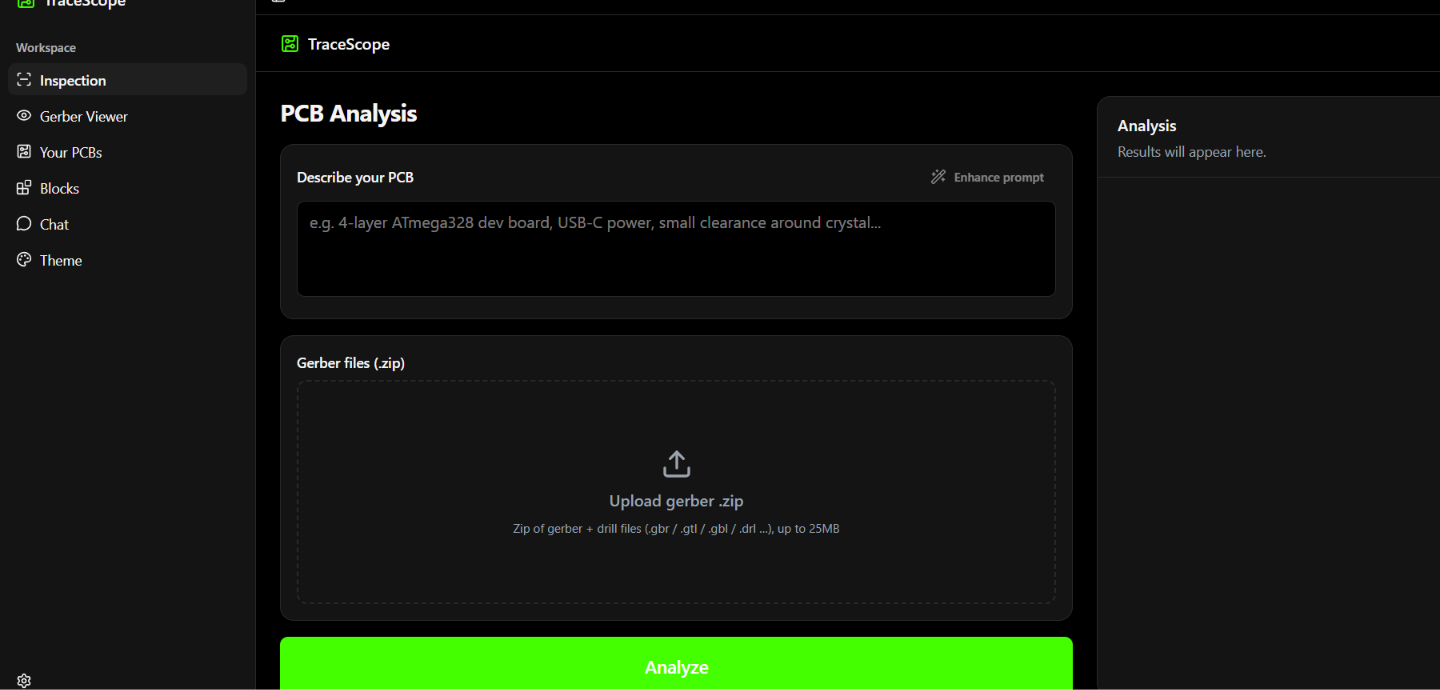 TraceScope
Workspace
Inspection
Gerber Viewer
Your PCBs
Blocks
Chat
Theme
TraceScope
PCB Analysis
Describe your PCB
Enhance prompt
e.g. 4-layer ATmega328 dev board, USB-C power, small clearance around crystal...
Gerber files (.zip)
Upload gerber .zip
Zip of gerber + drill files (.gbr / .gtl / .gbl / .drl ...), up to 25MB
Analyze
Analysis
Results will appear here.